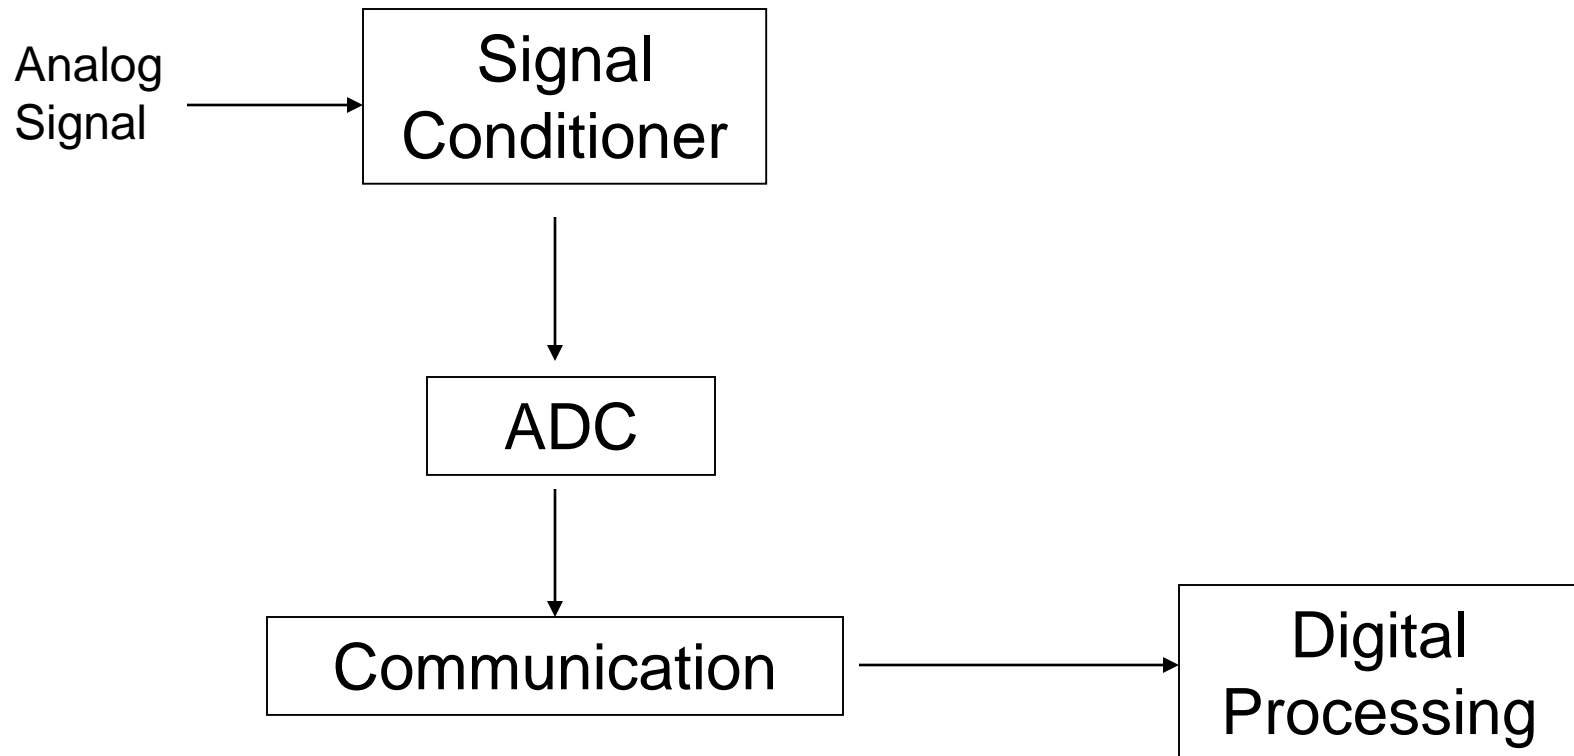 Analog
Signal
Signal
Conditioner
ADC
Communication
Digital
Processing